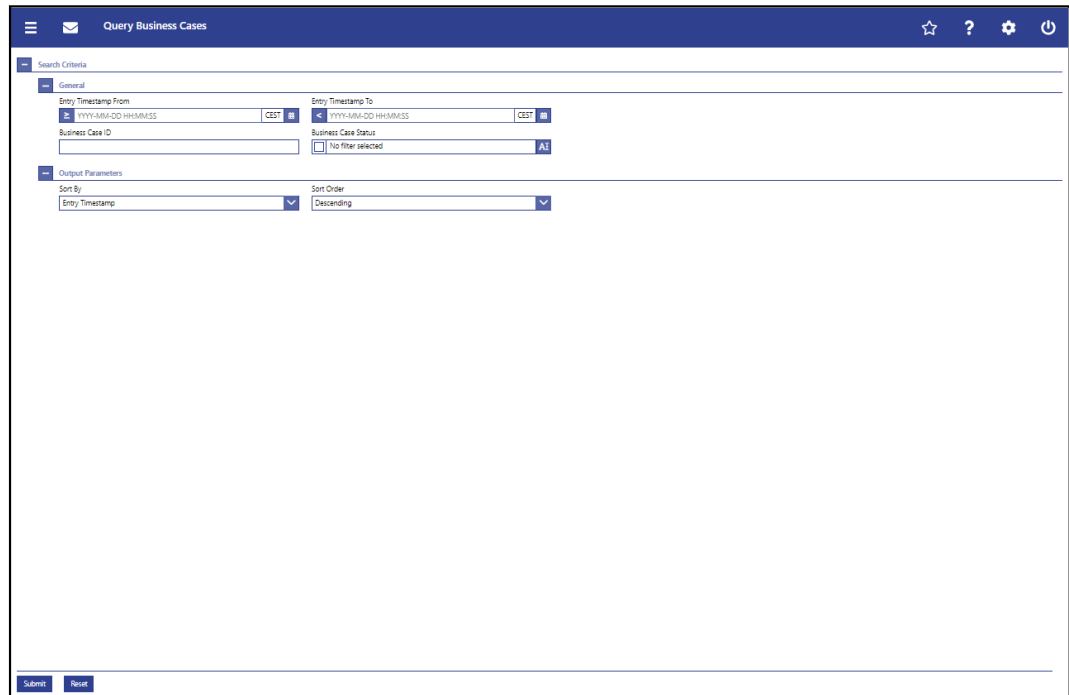 Query Business Cases ?
Search Criteria
General
Entry Timestamp From Entry Timestamp To
≥ YYYY-MM-DD HH:MM:SS CEST < YYYY-MM-DD HH:MM:SS CEST
Business Case ID Business Case Status
No filter selected AI
Output Parameters
Sort By Sort Order
Entry Timestamp Descending
Submit Reset